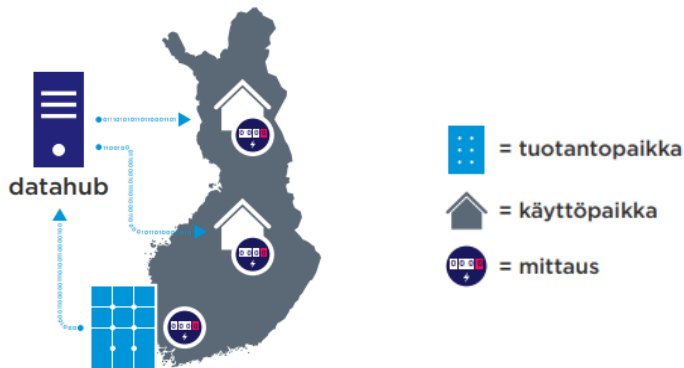 datahub
= tuotantopaikka
= käyttöpaikka
= mittaus